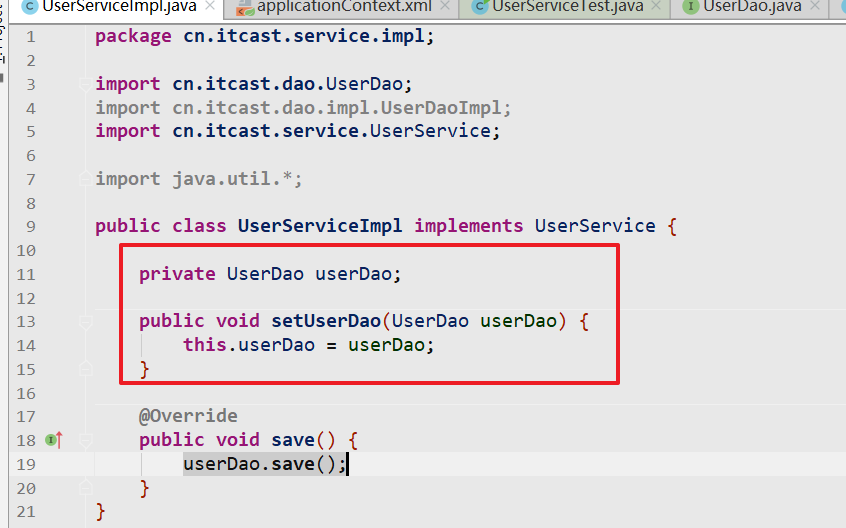 UserServiceImpl.java applicationContext.xml UserServiceTest.java UserDao.java
1 package cn.itcast.service.impl;
2
3 import cn.itcast.dao.UserDao;
4 import cn.itcast.dao.impl.UserDaoImpl;
5 import cn.itcast.service.UserService;
6
7 import java.util.*;
8
9 public class UserServiceImpl implements UserService {
10
11 private UserDao userDao;
12
13 public void setUserDao(UserDao userDao) {
14 this.userDao = userDao;
15 }
16
17 @Override
18 public void save() {
19 userDao.save();
20 }
21 }